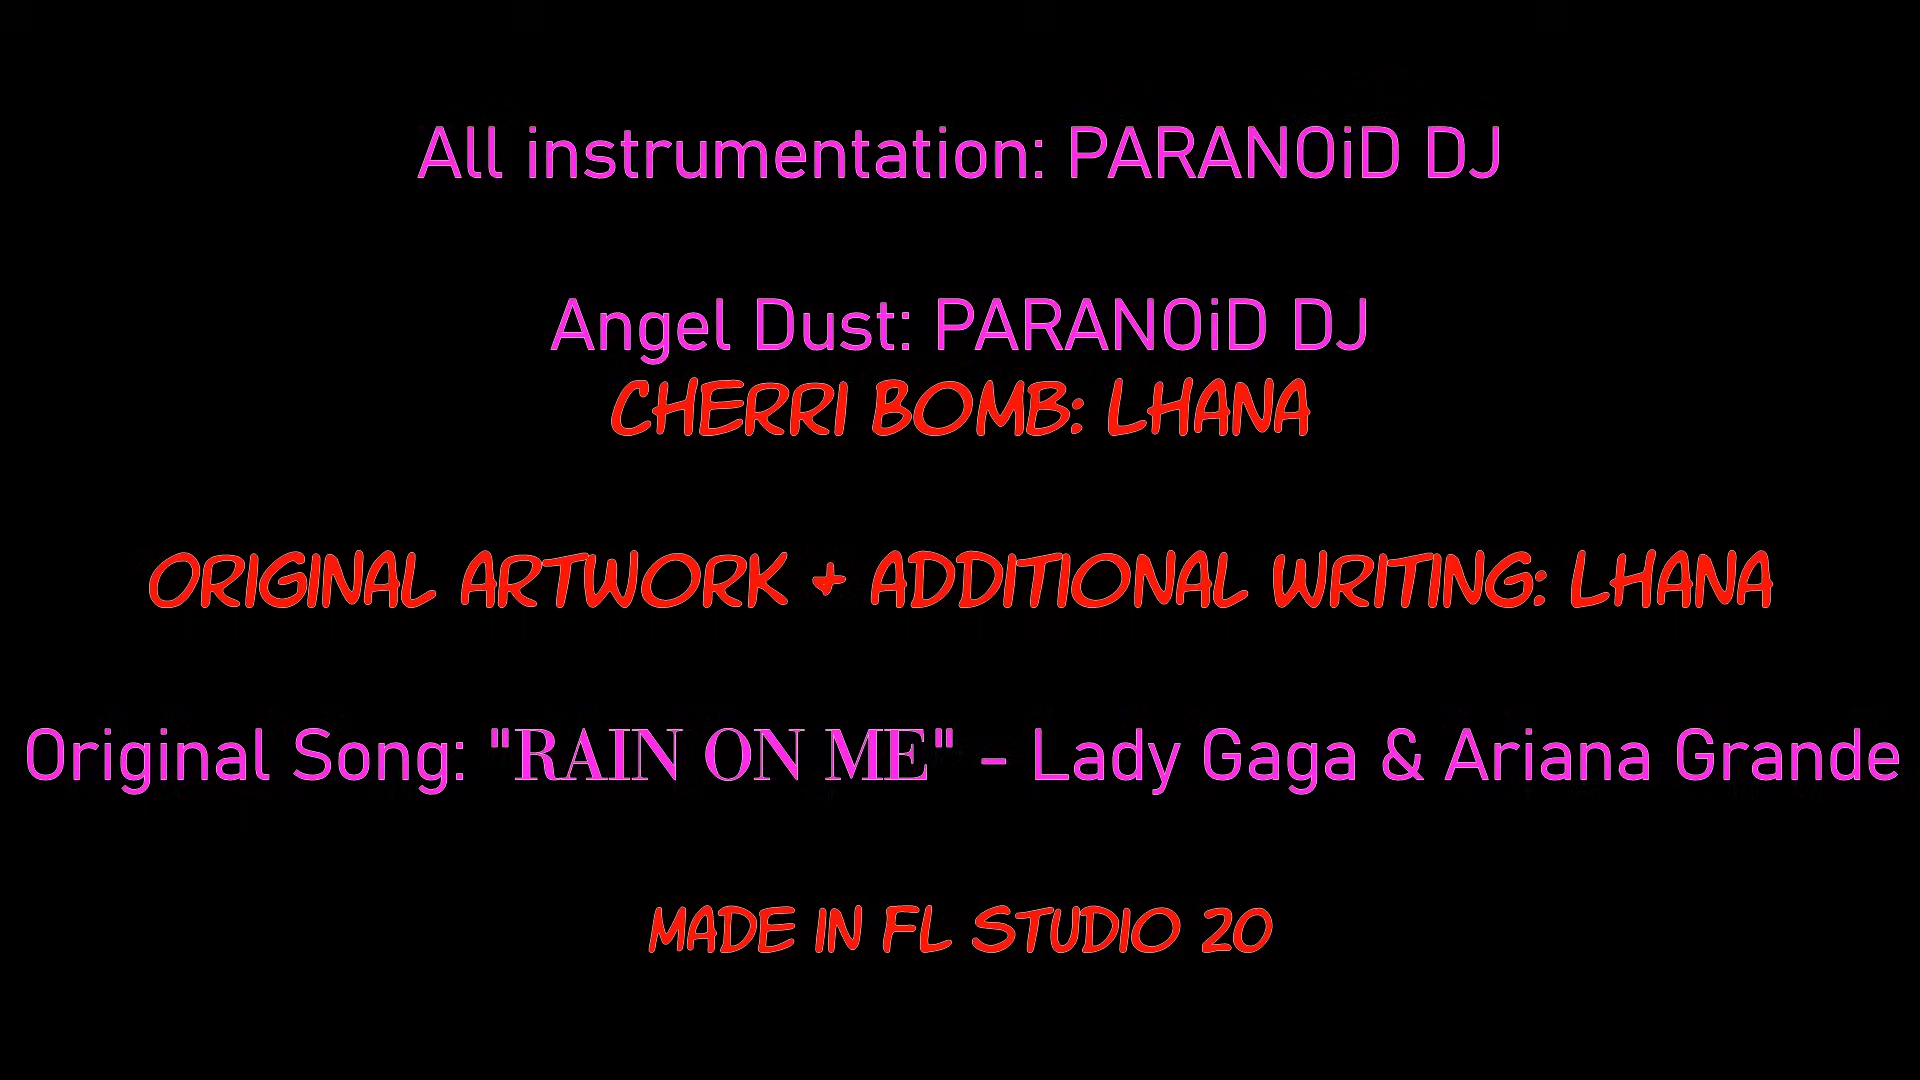 All instrumentation: PARANOiD DJ
Angel Dust: PARANOiD DJ
CHERRI BOMB: LHANA
ORIGINAL ARTWORK + ADDITIONAL WRITING: LHANA
Original Song: "RAIN ON ME" - Lady Gaga & Ariana Grande
MADE IN FL STUDIO 20